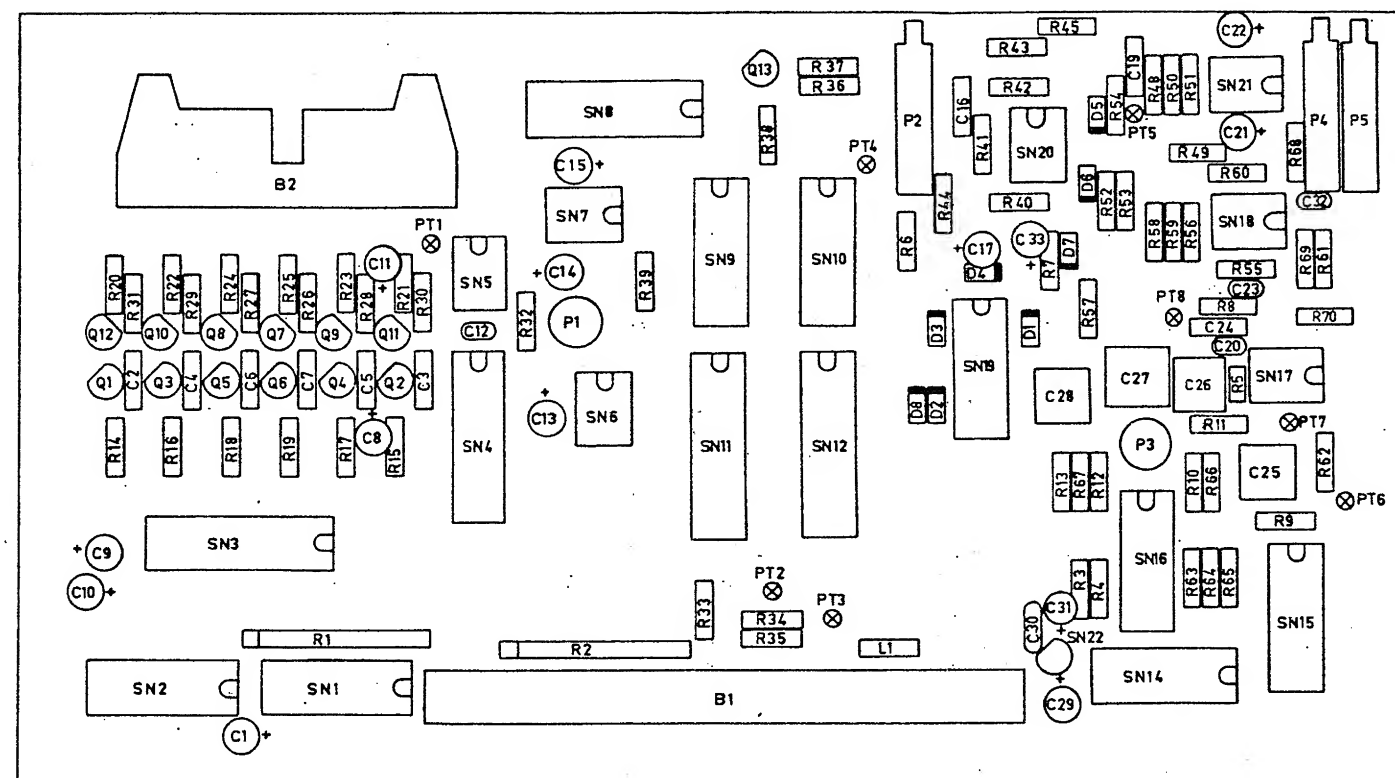 R45
C22 +
R43
Q13
R37
R36
C19
R48
R50
R51
SN21
P4
P5
SN8
P2
C16
R42
D5
R54
PT5
R38
R41
SN20
C21 +
PT4
R49
R68
B2
C15 +
R60
D6
R52
R53
R44
R40
C32
SN7
SN9
SN10
R6
R58
R59
R56
SN18
PT1
C17 +
C33 +
R7
D7
R69
R61
R20
R31
R22
R29
R24
R27
R25
R26
R23
R28
C11 +
R21
R30
SN5
C14 +
R39
D4
R55
C23
R8
PT8
R57
R70
C24
C20
Q12
Q10
Q8
Q7
Q9
Q11
C12
R32
P1
D3
D1
SN19
Q1
C2
Q3
C4
Q5
C6
Q6
C7
Q4
C5
Q2
C3
C28
C27
C26
R5
SN17
D8
D2
C13 +
SN6
R11
PT7
R14
R16
R18
R19
R17
C8 +
R15
SN4
SN11
SN12
P3
R62
C25
R13
R67
R12
R10
R66
PT6
R9
SN3
C9 +
SN16
C10 +
PT2
R3
R4
R63
R64
R65
PT3
R33
R34
R35
C31 +
C30
SN22
SN15
R1
R2
L1
SN2
SN1
B1
+ C29
SN14
C1 +